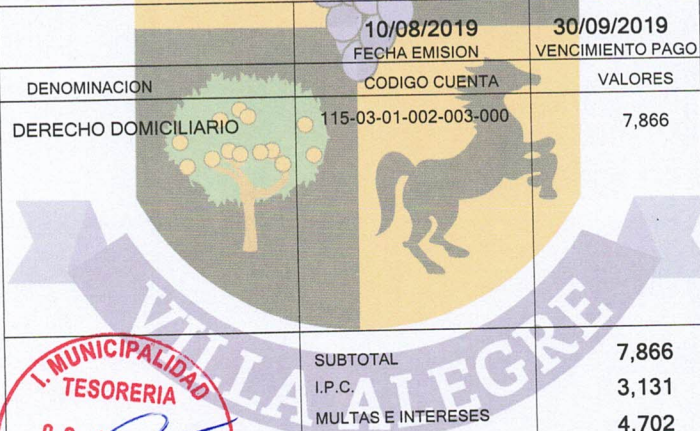 10/08/2019 30/09/2019
FECHA EMISION VENCIMIENTO PAGO
DENOMINACION CODIGO CUENTA VALORES
DERECHO DOMICILIARIO 115-03-01-002-003-000 7,866
VILLA ALEGRE
SUBTOTAL 7,866
I.P.C. 3,131
MULTAS E INTERESES 4,702
I. MUNICIPALIDAD
TESORERIA